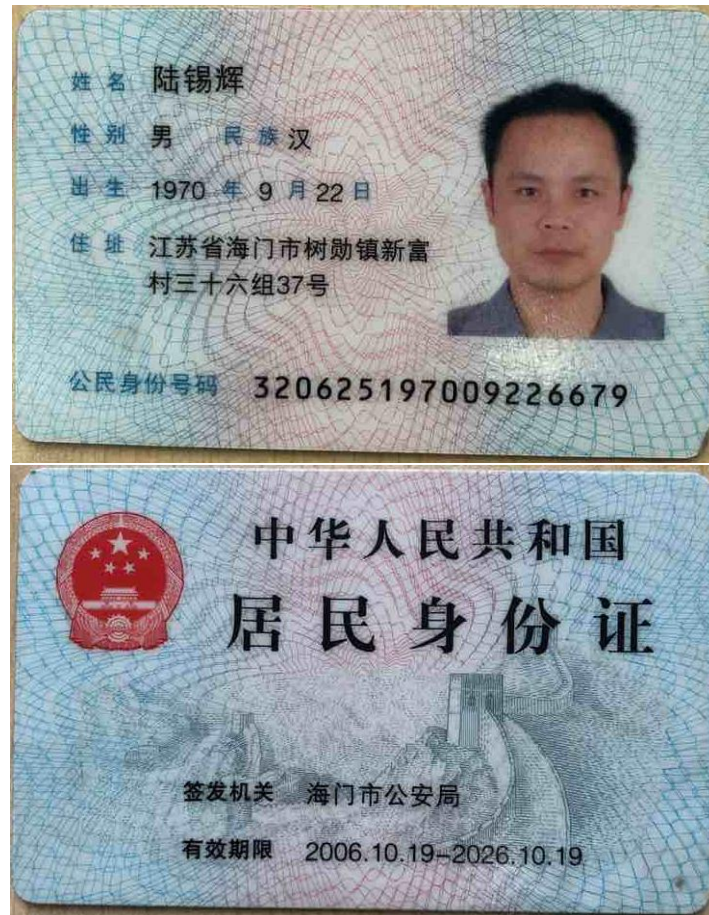 姓名 陆锡辉
性别 男 民族 汉
出生 1970 年 9 月 22 日
住址 江苏省海门市树勋镇新富
村三十六组37号
公民身份号码 320625197009226679
中华人民共和国
居民身份证
签发机关 海门市公安局
有效期限 2006.10.19-2026.10.19